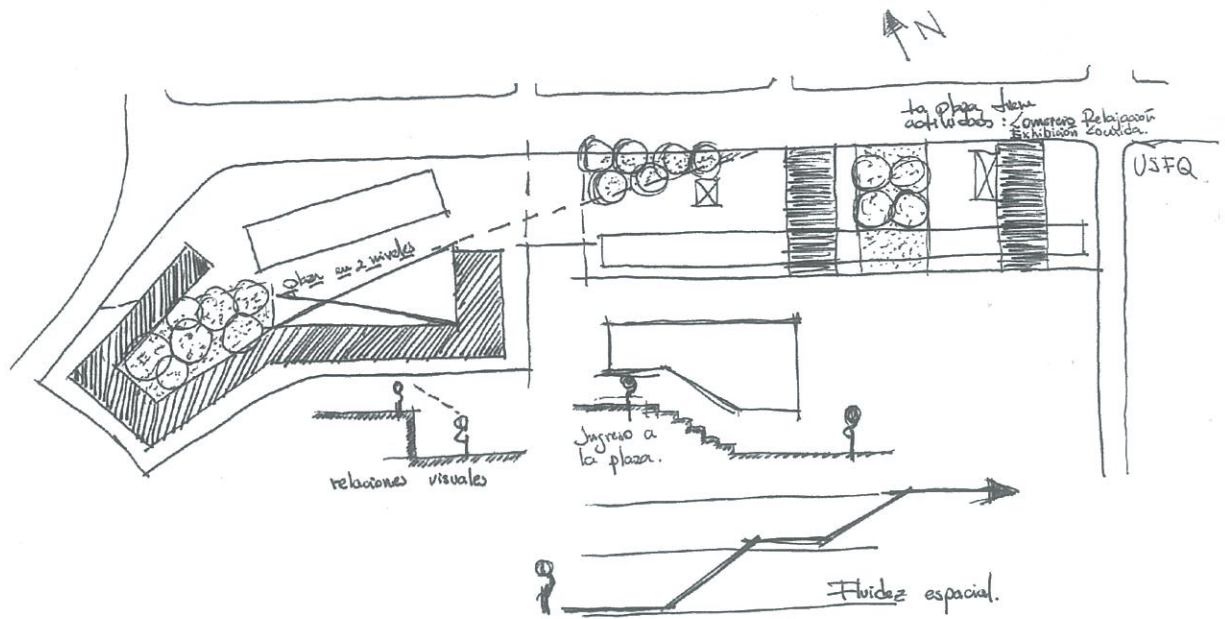 N
La plaza tiene
actividades: Comercio Relajación
Exhibición Comida.
USFQ
plaza en 2 niveles
Ingreso a
la plaza.
relaciones visuales
Fluidez espacial.